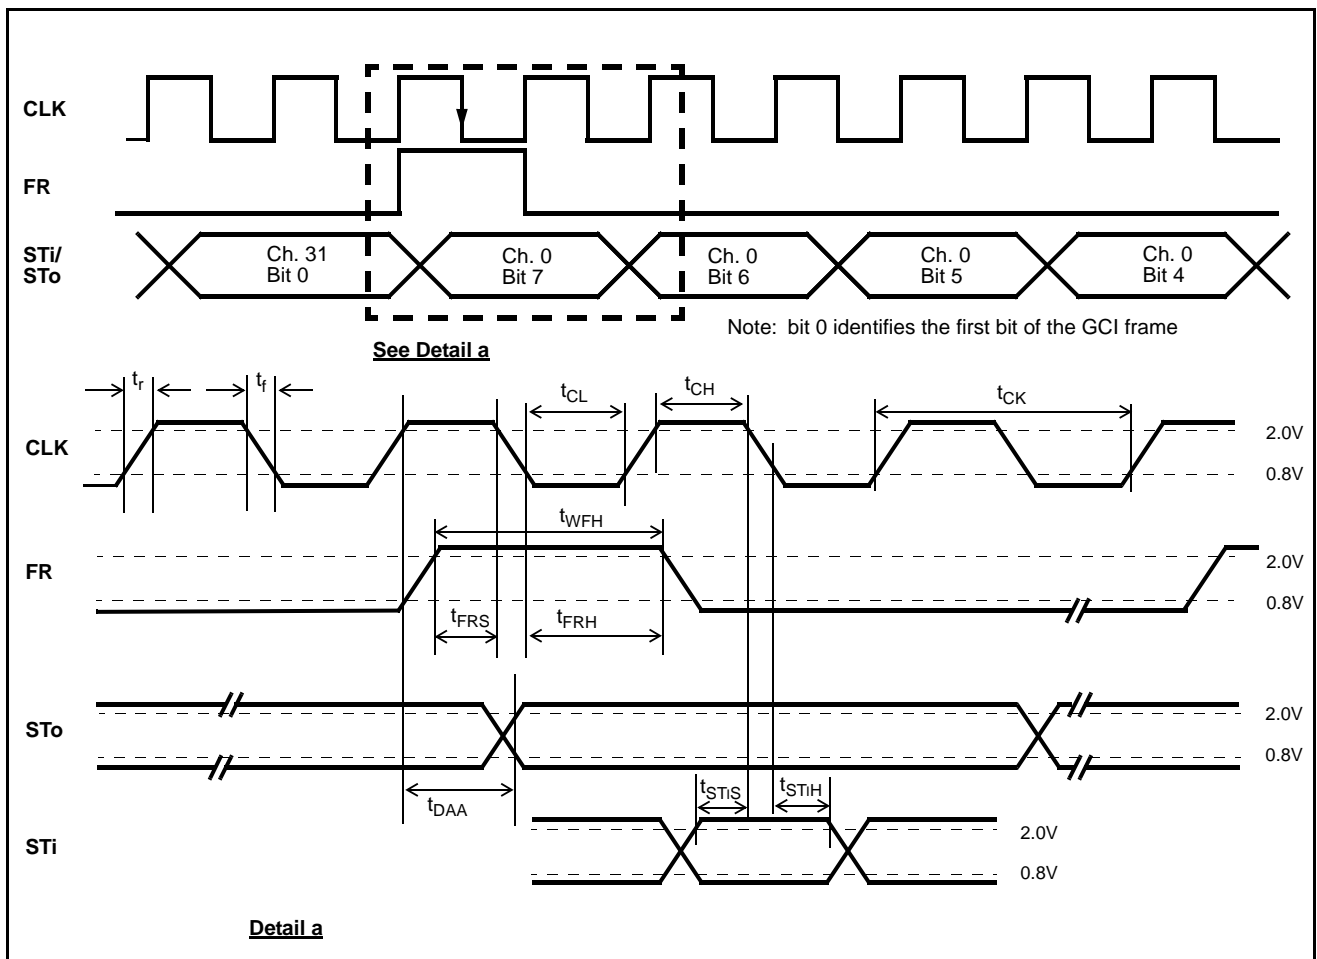 CLK
FR
STi/
STo
Ch. 31
Bit 0
Ch. 0
Bit 7
Ch. 0
Bit 6
Ch. 0
Bit 5
Ch. 0
Bit 4
Note: bit 0 identifies the first bit of the GCI frame
See Detail a
tr
tf
tCL
tCH
tCK
CLK
2.0V
0.8V
tWFH
FR
2.0V
0.8V
tFRS
tFRH
STo
2.0V
0.8V
tDAA
tSTiS
tSTiH
STi
2.0V
0.8V
Detail a